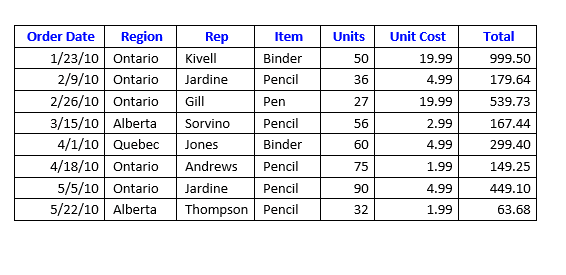 Order Date Region Rep Item Units Unit Cost Total
1/23/10 Ontario Kivell Binder 50 19.99 999.50
2/9/10 Ontario Jardine Pencil 36 4.99 179.64
2/26/10 Ontario Gill Pen 27 19.99 539.73
3/15/10 Alberta Sorvino Pencil 56 2.99 167.44
4/1/10 Quebec Jones Binder 60 4.99 299.40
4/18/10 Ontario Andrews Pencil 75 1.99 149.25
5/5/10 Ontario Jardine Pencil 90 4.99 449.10
5/22/10 Alberta Thompson Pencil 32 1.99 63.68